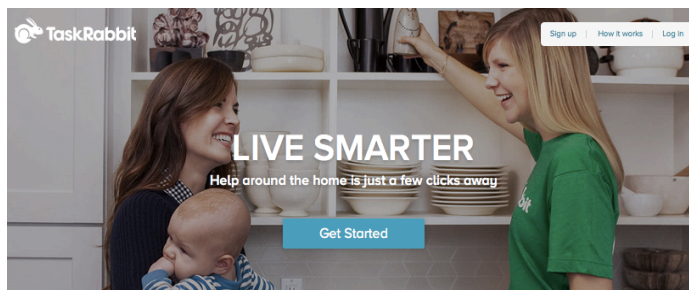 TaskRabbit
Sign up | How it works | Log in
LIVE SMARTER
Help around the home is just a few clicks away
Get Started
bit